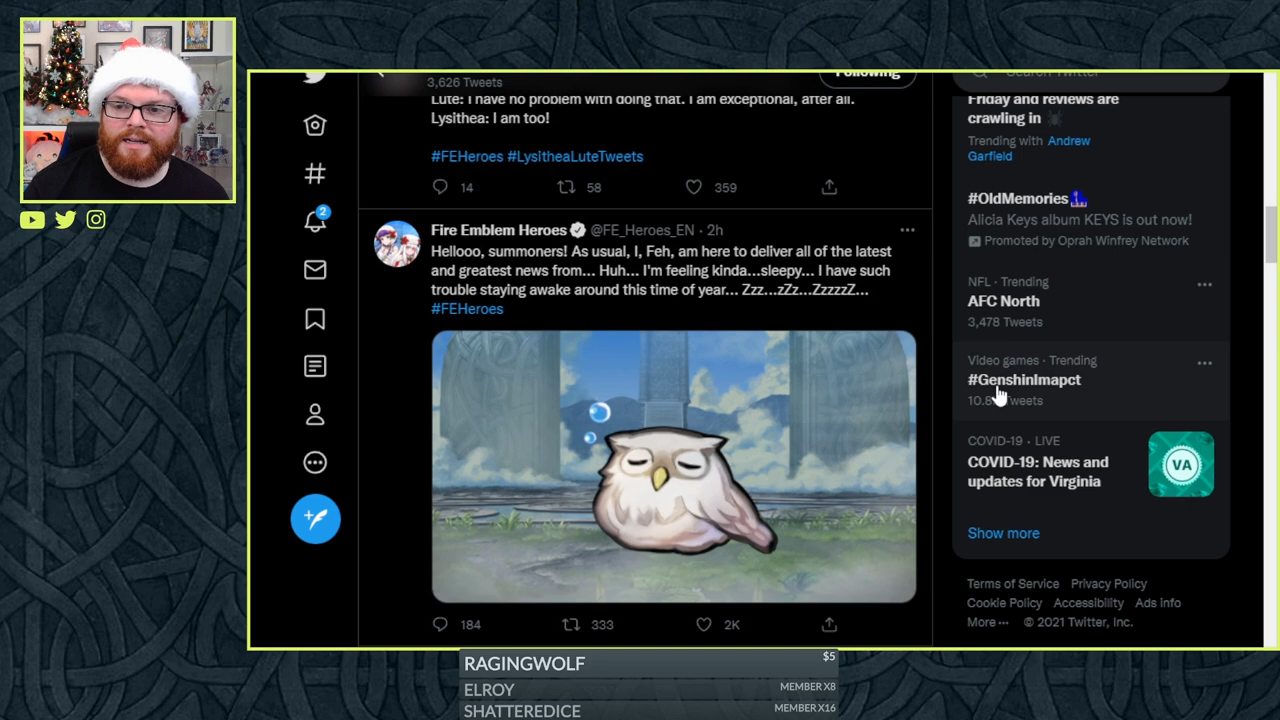 3,626 Tweets
Following
Search Twitter
Lute: I have no problem with doing that. I am exceptional, after all.
Lysithea: I am too!
#FEHeroes #LysitheaLuteTweets
14
58
359
2
Fire Emblem Heroes @FE_Heroes_EN · 2h
Hellooo, summoners! As usual, I, Feh, am here to deliver all of the latest
and greatest news from... Huh... I'm feeling kinda...sleepy... I have such
trouble staying awake around this time of year... Zzz...zZz...ZzzzzZ...
#FEHeroes
184
333
2K
Friday and reviews are
crawling in
Trending with Andrew
Garfield
#OldMemories
Alicia Keys album KEYS is out now!
Promoted by Oprah Winfrey Network
NFL · Trending
AFC North
3,478 Tweets
Video games · Trending
#GenshinImapct
Tweets
COVID-19 · LIVE
COVID-19: News and
updates for Virginia
VA
Show more
Terms of Service Privacy Policy
Cookie Policy Accessibility Ads info
More ··· © 2021 Twitter, Inc.
RAGINGWOLF $5
ELROY MEMBER X8
SHATTEREDICE MEMBER X16